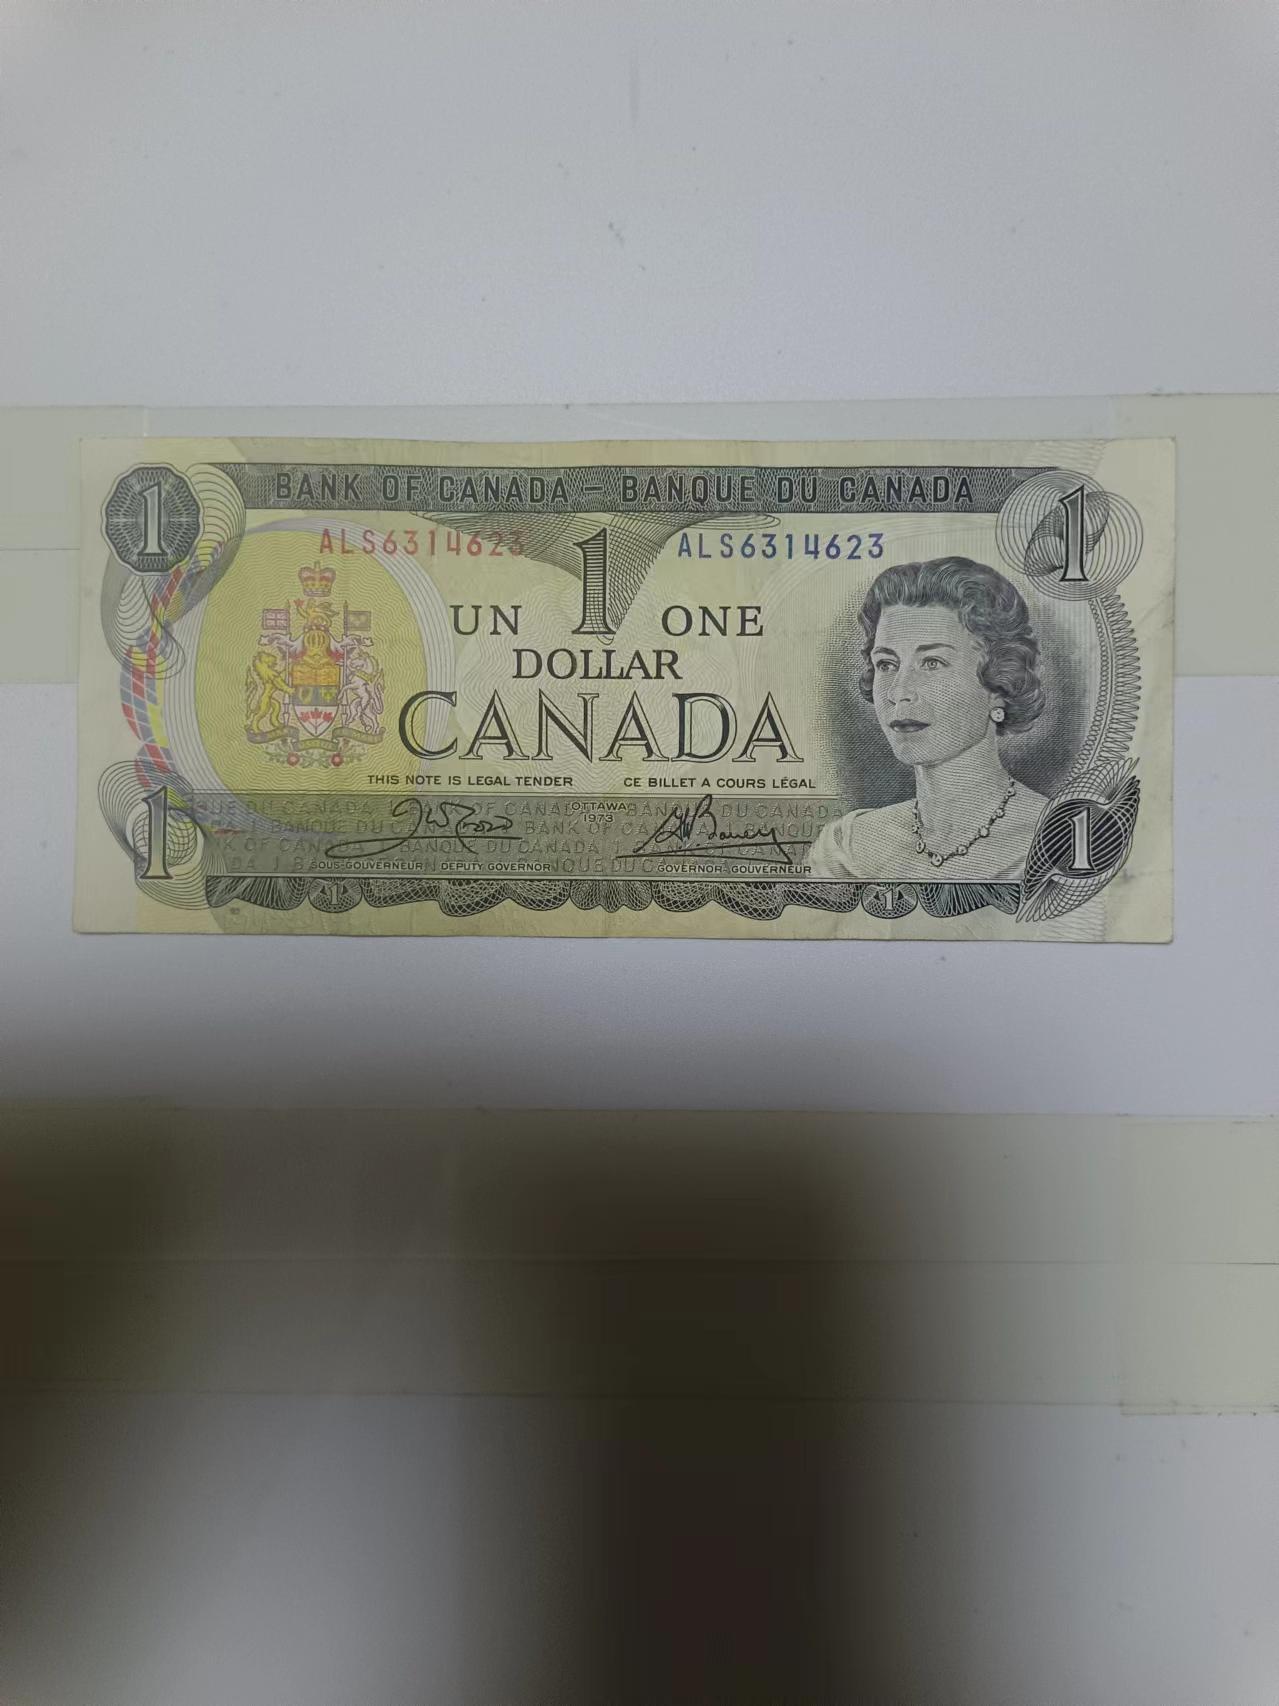 BANK OF CANADA – BANQUE DU CANADA
1
1
ALS6314623
1
ALS6314623
UN ONE
DOLLAR
CANADA
THIS NOTE IS LEGAL TENDER CE BILLET A COURS LÉGAL
OTTAWA
1973
1
1
SOUS-GOUVERNEUR DEPUTY GOVERNOR
GOVERNOR-GOUVERNEUR
1
1